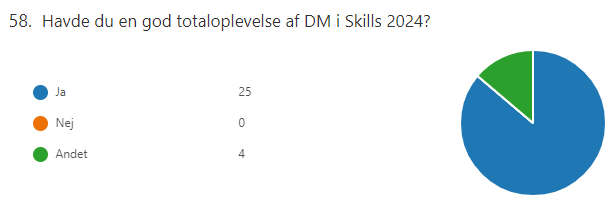 58. Havde du en god totaloplevelse af DM i Skills 2024?
Ja 25
Nej 0
Andet 4